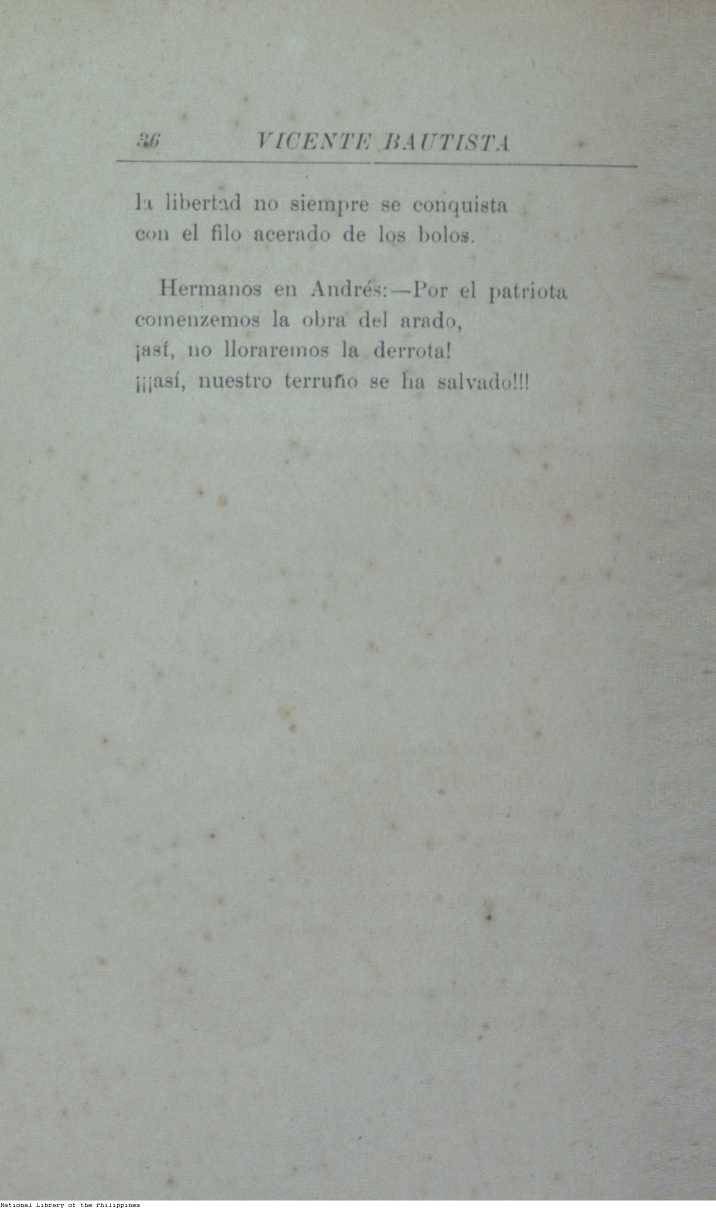 36 VICENTE BAUTISTA
la libertad no siempre se conquista
con el filo acerado de los bolos.
Hermanos en Andrés:—Por el patriota
comenzemos la obra del arado,
¡así, no lloraremos la derrota!
¡¡¡así, nuestro terruño se ha salvado!!!
National Library of the Philippines